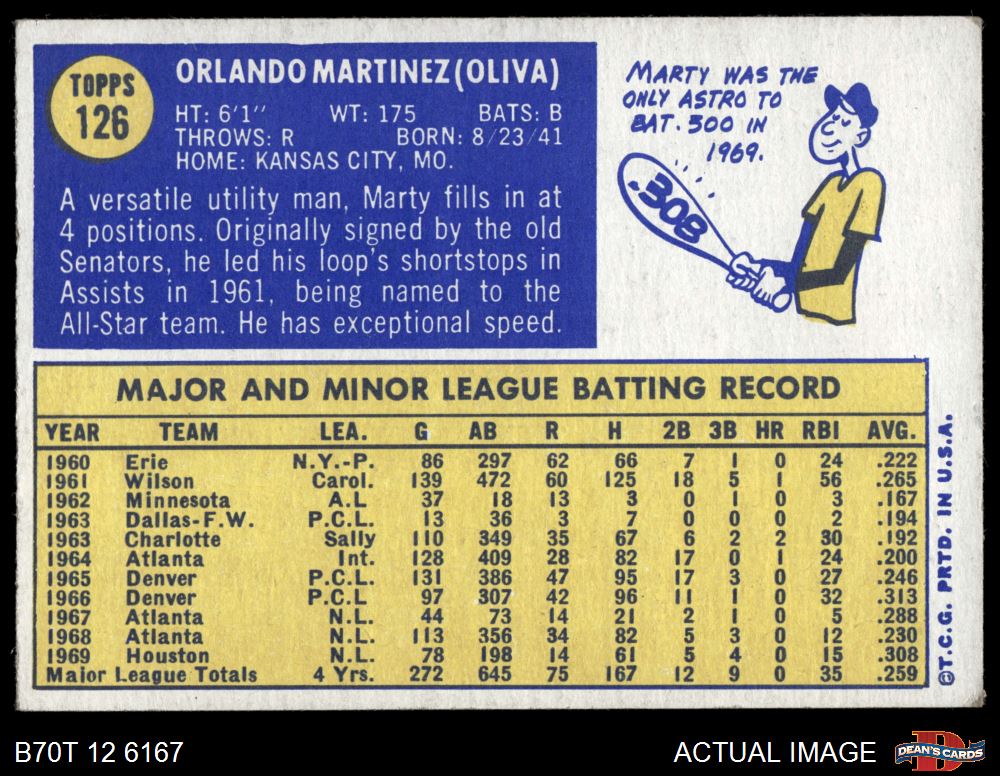 TOPPS
126
ORLANDO MARTINEZ (OLIVA)
HT: 6'1" WT: 175 BATS: B
THROWS: R BORN: 8/23/41
HOME: KANSAS CITY, MO.
A versatile utility man, Marty fills in at
4 positions. Originally signed by the old
Senators, he led his loop's shortstops in
Assists in 1961, being named to the
All-Star team. He has exceptional speed.
MARTY WAS THE
ONLY ASTRO TO
BAT .300 IN
1969.
.308
MAJOR AND MINOR LEAGUE BATTING RECORD
YEAR TEAM LEA. G AB R H 2B 3B HR RBI AVG.
1960 Erie N.Y.-P. 86 297 62 66 7 1 0 24 .222
1961 Wilson Carol. 139 472 60 125 18 5 1 56 .265
1962 Minnesota A.L 37 18 13 3 0 1 0 3 .167
1963 Dallas-F.W. P.C.L. 13 36 3 7 0 0 0 2 .194
1963 Charlotte Sally 110 349 35 67 6 2 2 30 .192
1964 Atlanta Int. 128 409 28 82 17 0 1 24 .200
1965 Denver P.C.L. 131 386 47 95 17 3 0 27 .246
1966 Denver P.C.L 97 307 42 96 11 1 0 32 .313
1967 Atlanta N.L. 44 73 14 21 2 1 0 5 .288
1968 Atlanta N.L. 113 356 34 82 5 3 0 12 .230
1969 Houston N.L. 78 198 14 61 5 4 0 15 .308
Major League Totals 4 Yrs. 272 645 75 167 12 9 0 35 .259
©T.C.G. PRTD. IN U.S.A.
B70T 12 6167
ACTUAL IMAGE
D
DEAN'S CARDS